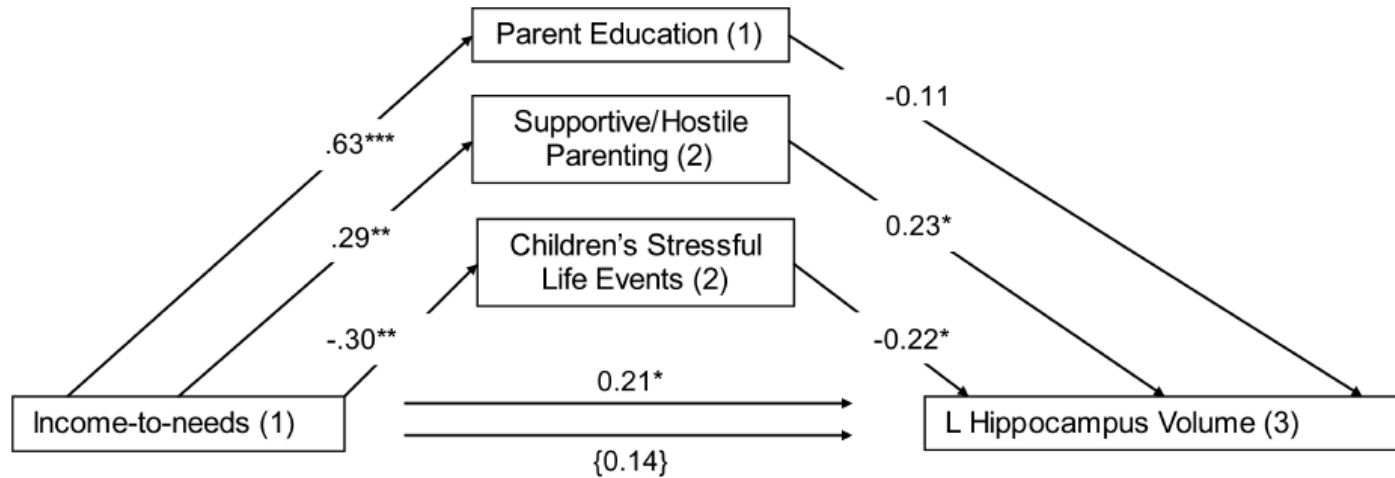 Parent Education (1)
-0.11
Supportive/Hostile
Parenting (2)
.63***
.29**
0.23*
Children's Stressful
Life Events (2)
-.30**
-0.22*
0.21*
Income-to-needs (1)
L Hippocampus Volume (3)
{0.14}